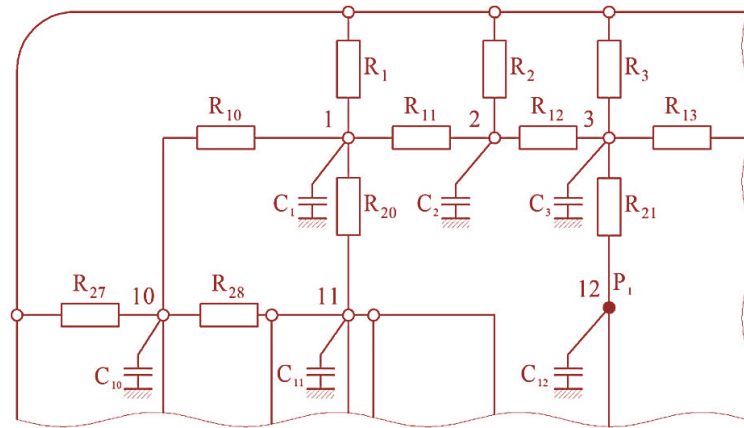 R₁ R₂ R₃
R₁₀ 1 R₁₁ 2 R₁₂ 3 R₁₃
C₁ R₂₀ C₂ C₃ R₂₁
R₂₇ 10 R₂₈ 11 12 P₁
C₁₀ C₁₁ C₁₂